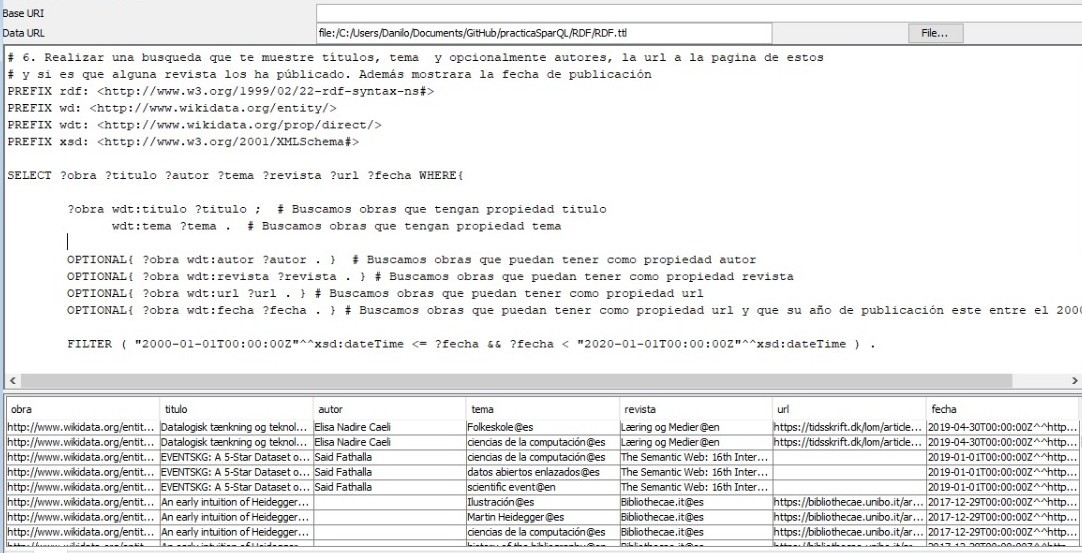 Base URI
Data URL file:/C:/Users/Danilo/Documents/GitHub/practicaSparQL/RDF/RDF.ttl File...
# 6. Realizar una busqueda que te muestre títulos, tema  y opcionalmente autores, la url a la pagina de estos
# y si es que alguna revista los ha públicado. Además mostrara la fecha de publicación
PREFIX rdf: <http://www.w3.org/1999/02/22-rdf-syntax-ns#>
PREFIX wd: <http://www.wikidata.org/entity/>
PREFIX wdt: <http://www.wikidata.org/prop/direct/>
PREFIX xsd: <http://www.w3.org/2001/XMLSchema#>
SELECT ?obra ?titulo ?autor ?tema ?revista ?url ?fecha WHERE{
?obra wdt:titulo ?titulo ;  # Buscamos obras que tengan propiedad titulo
wdt:tema ?tema .  # Buscamos obras que tengan propiedad tema
OPTIONAL{ ?obra wdt:autor ?autor . }  # Buscamos obras que puedan tener como propiedad autor
OPTIONAL{ ?obra wdt:revista ?revista . } # Buscamos obras que puedan tener como propiedad revista
OPTIONAL{ ?obra wdt:url ?url . } # Buscamos obras que puedan tener como propiedad url
OPTIONAL{ ?obra wdt:fecha ?fecha . } # Buscamos obras que puedan tener como propiedad url y que su año de publicación este entre el 2000
FILTER ( "2000-01-01T00:00:00Z"^^xsd:dateTime <= ?fecha && ?fecha < "2020-01-01T00:00:00Z"^^xsd:dateTime ) .
obra titulo autor tema revista url fecha
http://www.wikidata.org/entit... Datalogisk tænkning og teknol... Elisa Nadire Caeli Folkeskole@es Læring og Medier@en https://tidsskrift.dk/lom/article... 2019-04-30T00:00:00Z^^http...
http://www.wikidata.org/entit... Datalogisk tænkning og teknol... Elisa Nadire Caeli ciencias de la computación@es Læring og Medier@en https://tidsskrift.dk/lom/article... 2019-04-30T00:00:00Z^^http...
http://www.wikidata.org/entit... EVENTSKG: A 5-Star Dataset o... Said Fathalla ciencias de la computación@es The Semantic Web: 16th Inter... 2019-01-01T00:00:00Z^^http...
http://www.wikidata.org/entit... EVENTSKG: A 5-Star Dataset o... Said Fathalla datos abiertos enlazados@es The Semantic Web: 16th Inter... 2019-01-01T00:00:00Z^^http...
http://www.wikidata.org/entit... EVENTSKG: A 5-Star Dataset o... Said Fathalla scientific event@en The Semantic Web: 16th Inter... 2019-01-01T00:00:00Z^^http...
http://www.wikidata.org/entit... An early intuition of Heidegger... Ilustración@es Bibliothecae.it@es https://bibliothecae.unibo.it/ar... 2017-12-29T00:00:00Z^^http...
http://www.wikidata.org/entit... An early intuition of Heidegger... Martin Heidegger@es Bibliothecae.it@es https://bibliothecae.unibo.it/ar... 2017-12-29T00:00:00Z^^http...
http://www.wikidata.org/entit... An early intuition of Heidegger... ciencias de la computación@es Bibliothecae.it@es https://bibliothecae.unibo.it/ar... 2017-12-29T00:00:00Z^^http...